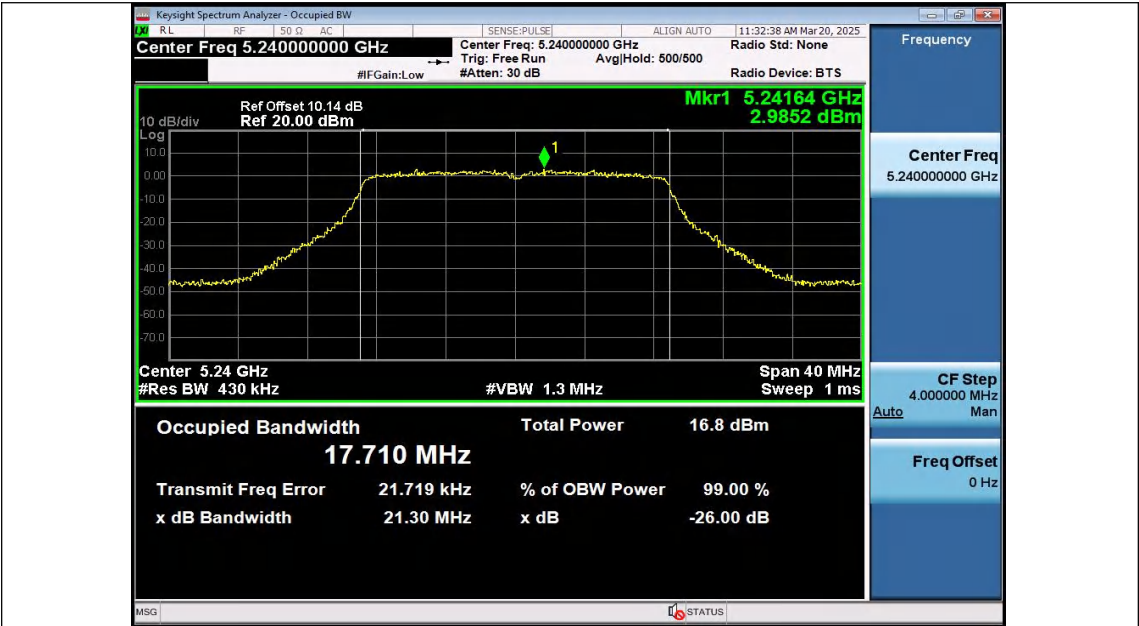 Keysight Spectrum Analyzer - Occupied BW
LXI RL RF 50 Ω AC SENSE:PULSE ALIGN AUTO 11:32:38 AM Mar 20, 2025
Center Freq 5.240000000 GHz
Center Freq: 5.240000000 GHz
Radio Std: None
Trig: Free Run
Avg|Hold: 500/500
#IFGain:Low
#Atten: 30 dB
Radio Device: BTS
Mkr1 5.24164 GHz
2.9852 dBm
Ref Offset 10.14 dB
10 dB/div Ref 20.00 dBm
Log
10.0
1
0.00
-10.0
-20.0
-30.0
-40.0
-50.0
-60.0
-70.0
Center 5.24 GHz
Span 40 MHz
#Res BW 430 kHz
#VBW 1.3 MHz
Sweep 1 ms
Occupied Bandwidth
17.710 MHz
Total Power 16.8 dBm
Transmit Freq Error 21.719 kHz
% of OBW Power 99.00 %
x dB Bandwidth 21.30 MHz
x dB -26.00 dB
MSG
STATUS
Frequency
Center Freq
5.240000000 GHz
CF Step
4.000000 MHz
Auto Man
Freq Offset
0 Hz